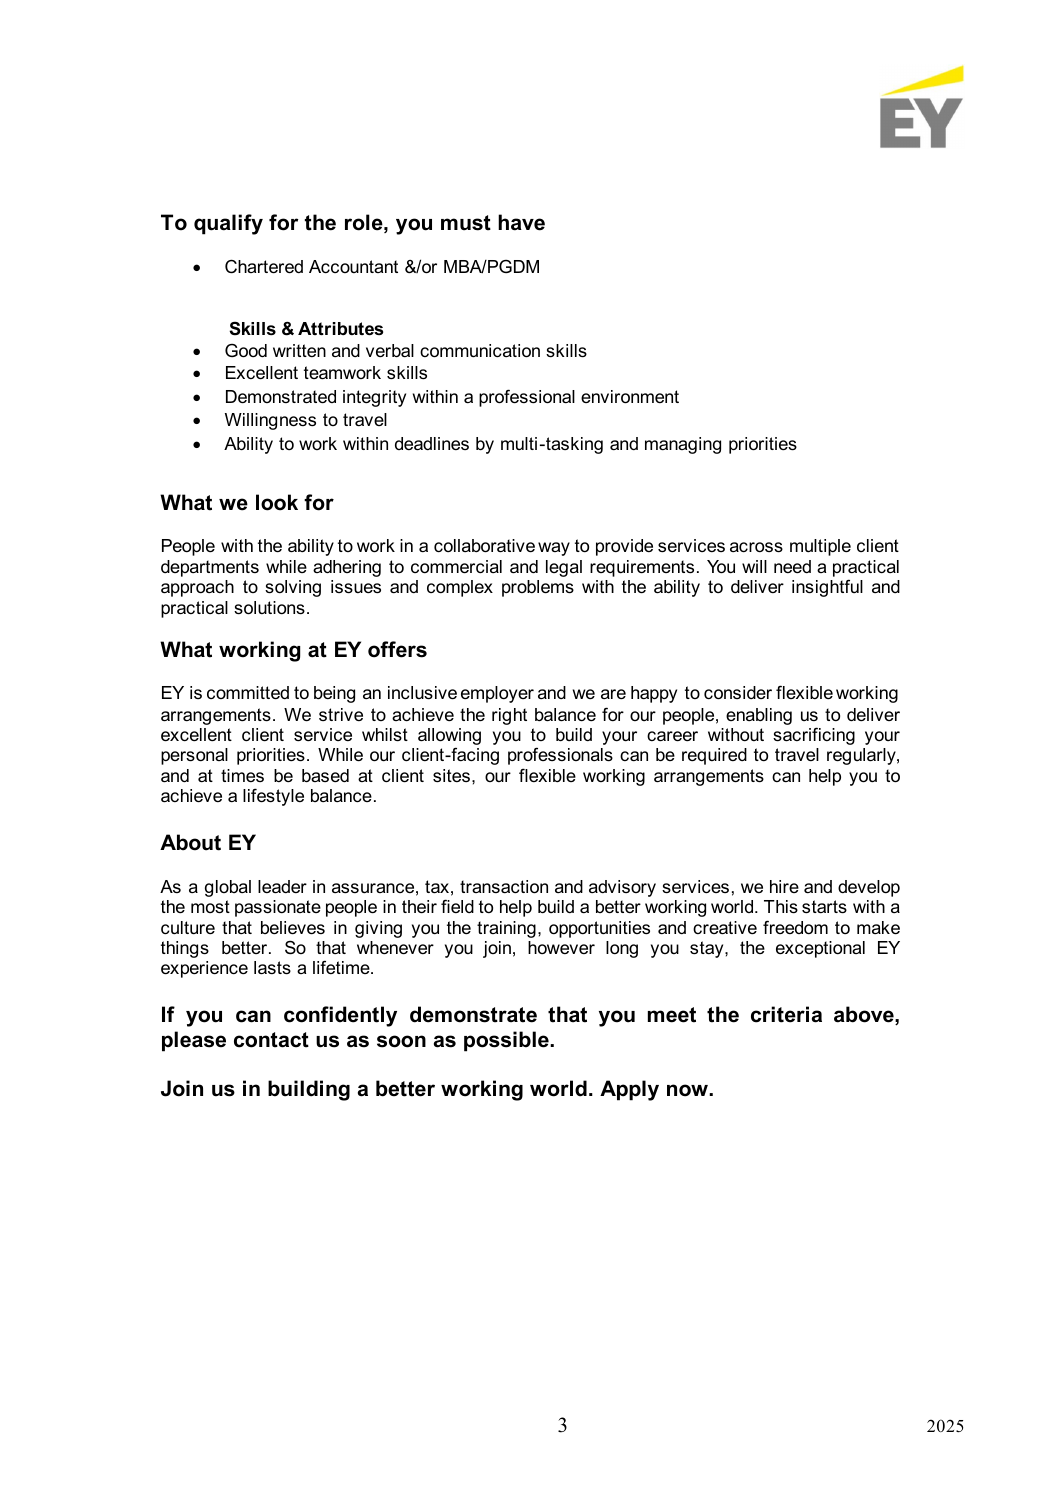 EY
To qualify for the role, you must have
• Chartered Accountant &/or MBA/PGDM
Skills & Attributes
• Good written and verbal communication skills
• Excellent teamwork skills
• Demonstrated integrity within a professional environment
• Willingness to travel
• Ability to work within deadlines by multi-tasking and managing priorities
What we look for
People with the ability to work in a collaborative way to provide services across multiple client
departments while adhering to commercial and legal requirements. You will need a practical
approach to solving issues and complex problems with the ability to deliver insightful and
practical solutions.
What working at EY offers
EY is committed to being an inclusive employer and we are happy to consider flexible working
arrangements. We strive to achieve the right balance for our people, enabling us to deliver
excellent client service whilst allowing you to build your career without sacrificing your
personal priorities. While our client-facing professionals can be required to travel regularly,
and at times be based at client sites, our flexible working arrangements can help you to
achieve a lifestyle balance.
About EY
As a global leader in assurance, tax, transaction and advisory services, we hire and develop
the most passionate people in their field to help build a better working world. This starts with a
culture that believes in giving you the training, opportunities and creative freedom to make
things better. So that whenever you join, however long you stay, the exceptional EY
experience lasts a lifetime.
If you can confidently demonstrate that you meet the criteria above,
please contact us as soon as possible.
Join us in building a better working world. Apply now.
3
2025